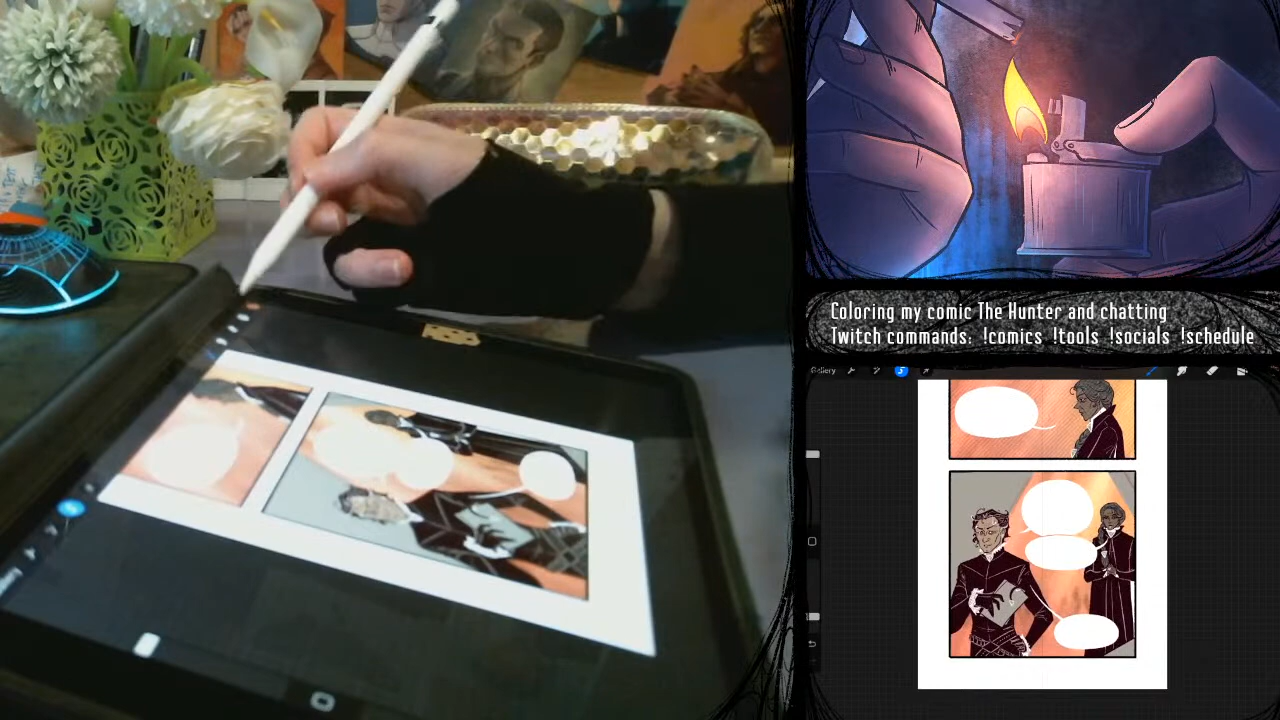 Coloring my comic The Hunter and chatting
Twitch commands. !comics !tools !socials !schedule
Gallery